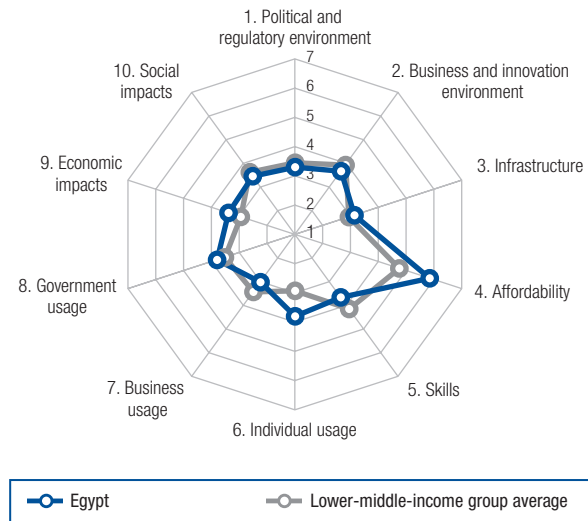 1. Political and
regulatory environment
2. Business and innovation
environment
3. Infrastructure
4. Affordability
5. Skills
6. Individual usage
7. Business
usage
8. Government
usage
9. Economic
impacts
10. Social
impacts
7
6
5
4
3
2
1
Egypt
Lower-middle-income group average